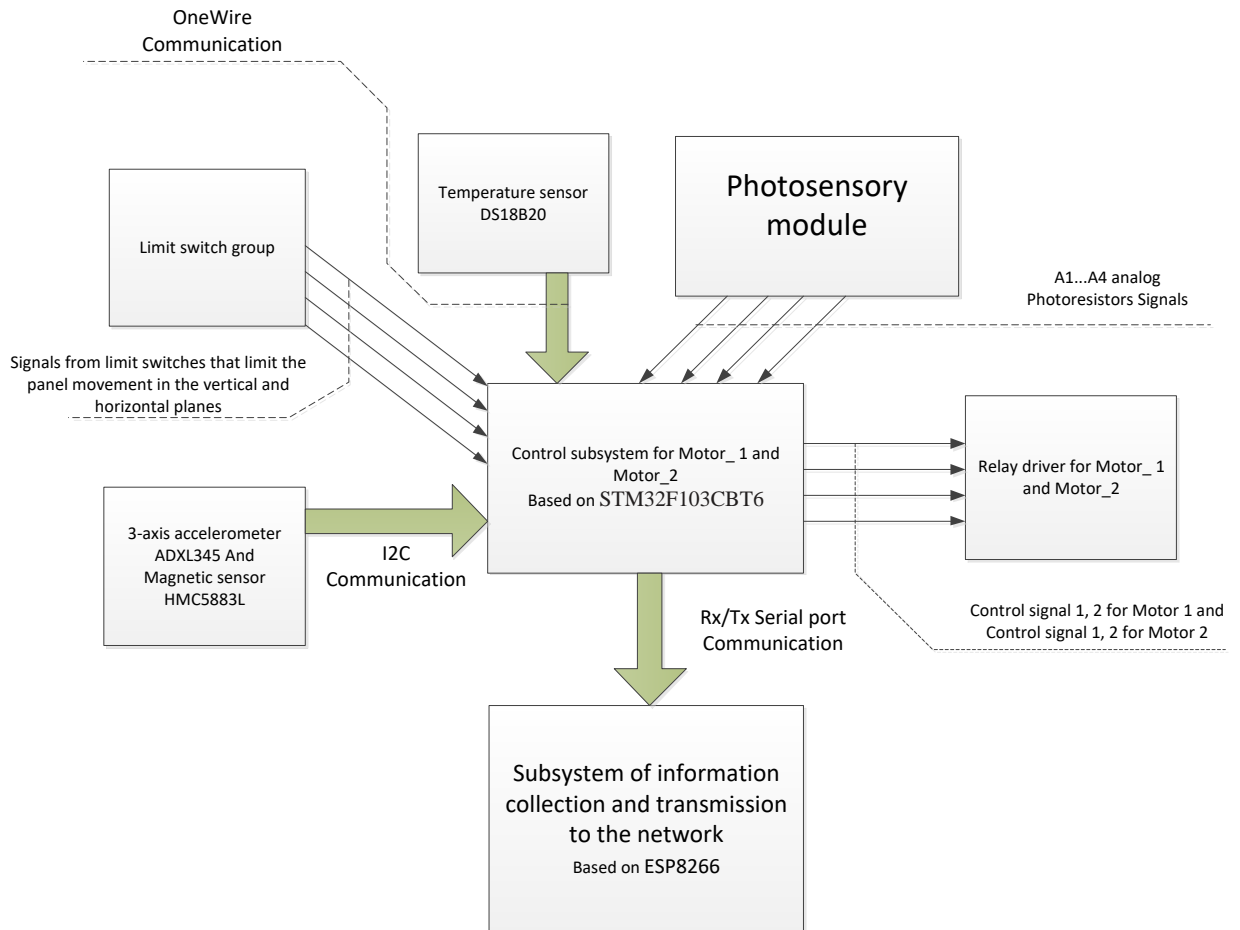 OneWire
Communication
Temperature sensor
DS18B20
Photosensory
module
Limit switch group
A1...A4 analog
Photoresistors Signals
Signals from limit switches that limit the
panel movement in the vertical and
horizontal planes
Control subsystem for Motor_ 1 and
Motor_2
Based on STM32F103CBT6
Relay driver for Motor_ 1
and Motor_2
3-axis accelerometer
ADXL345 And
Magnetic sensor
HMC5883L
I2C
Communication
Rx/Tx Serial port
Communication
Control signal 1, 2 for Motor 1 and
Control signal 1, 2 for Motor 2
Subsystem of information
collection and transmission
to the network
Based on ESP8266